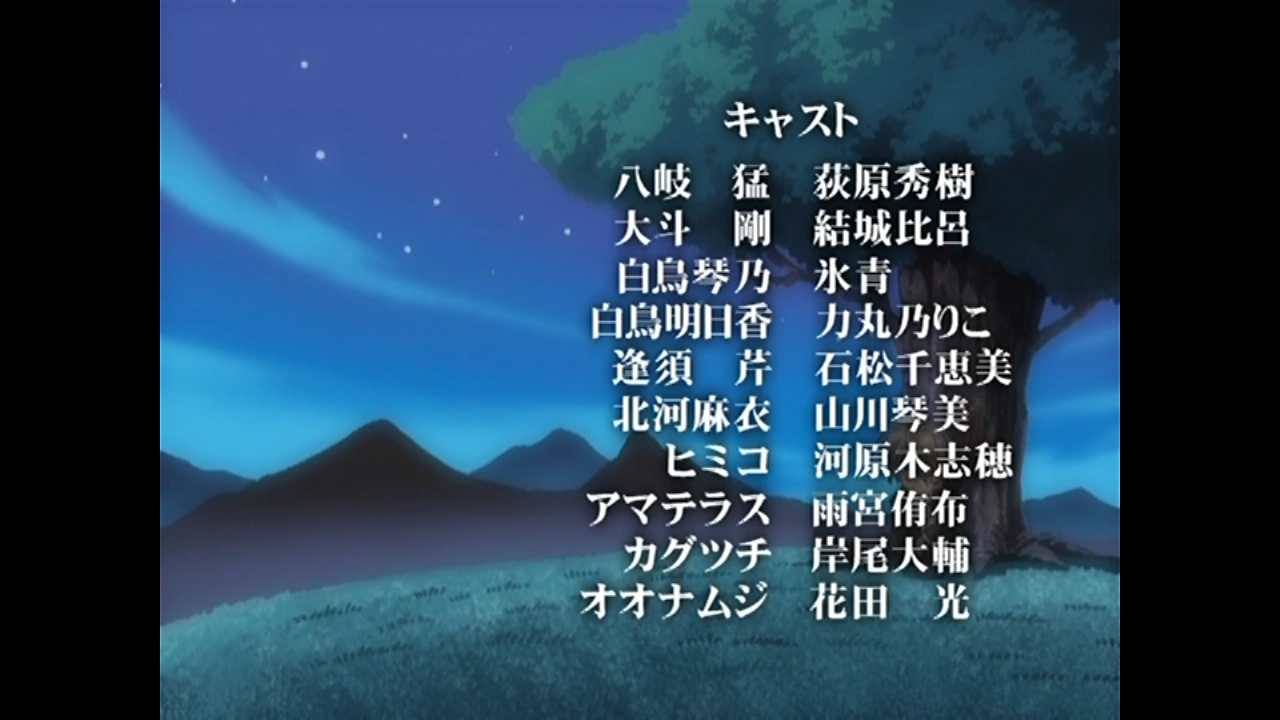 キャスト
八岐　猛　荻原秀樹
大斗　剛　結城比呂
白鳥琴乃　氷青
白鳥明日香　力丸乃りこ
逢須　芹　石松千恵美
北河麻衣　山川琴美
ヒミコ　河原木志穂
アマテラス　雨宮侑布
カグツチ　岸尾大輔
オオナムジ　花田　光